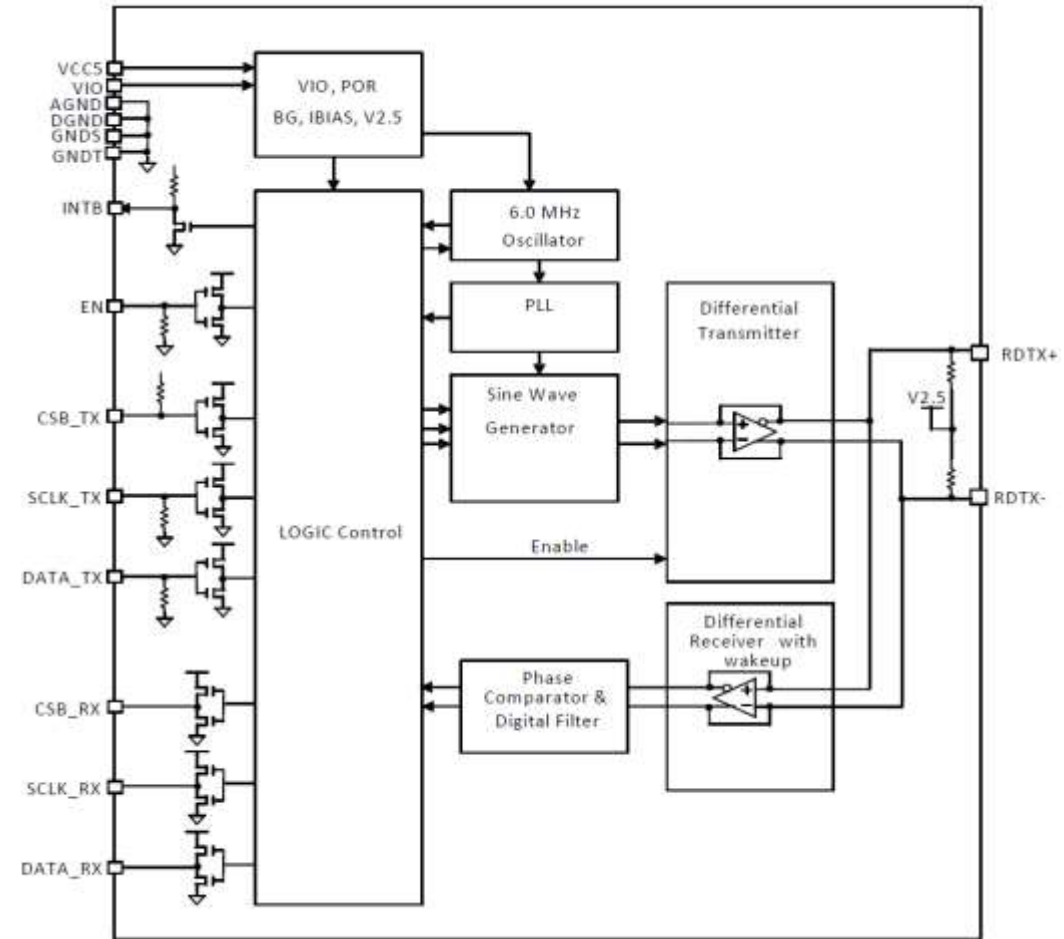 VCC5
VIO
AGND
DGND
GNDS
GNDT
VIO, POR
BG, IBIAS, V2.5
INTB
6.0 MHz
Oscillator
EN
PLL
Differential
Transmitter
RDTX+
CSB_TX
Sine Wave
Generator
V2.5
SCLK_TX
RDTX-
LOGIC Control
Enable
DATA_TX
Differential
Receiver with
wakeup
Phase
Comparator &
Digital Filter
CSB_RX
SCLK_RX
DATA_RX